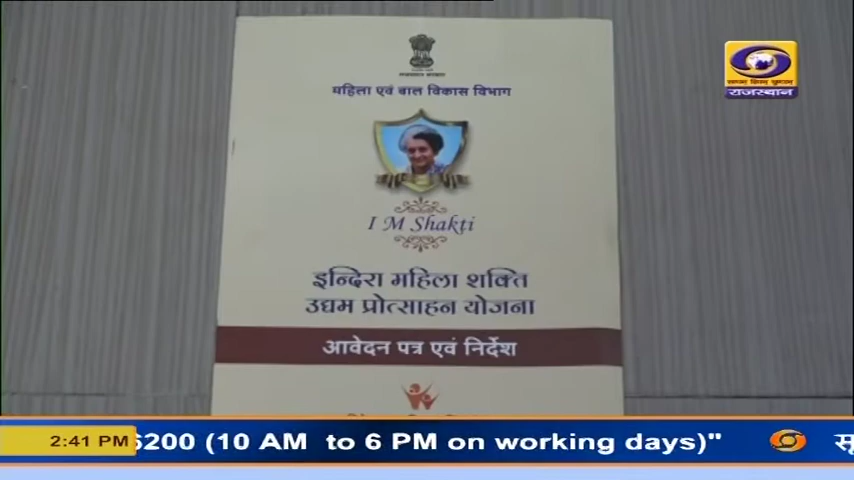 महिला एवं बाल विकास विभाग
I M Shakti
इन्दिरा महिला शक्ति
उद्यम प्रोत्साहन योजना
आवेदन पत्र एवं निर्देश
राजस्थान
2:41 PM
6200 (10 AM to 6 PM on working days)"